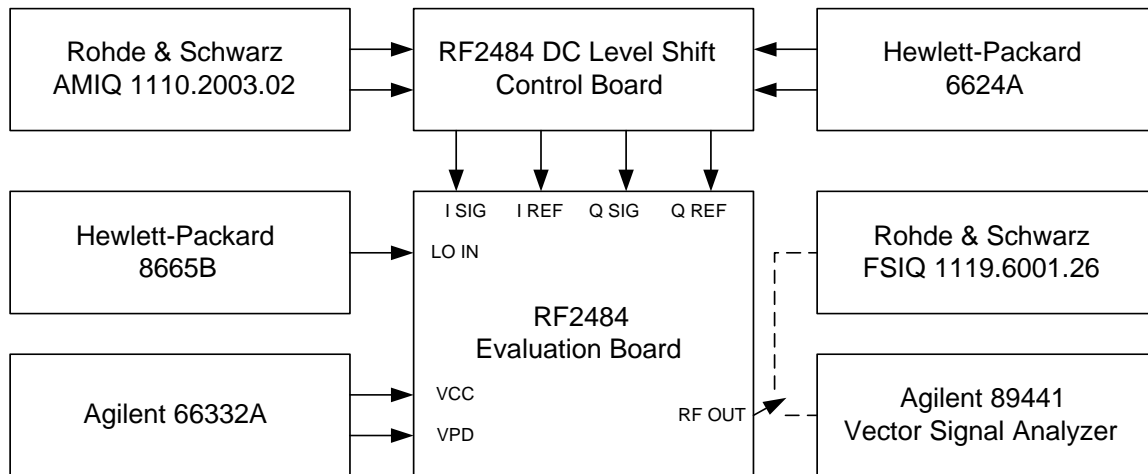 Rohde & Schwarz
AMIQ 1110.2003.02
RF2484 DC Level Shift
Control Board
Hewlett-Packard
6624A
I SIG I REF Q SIG Q REF
Hewlett-Packard
8665B
LO IN
Rohde & Schwarz
FSIQ 1119.6001.26
RF2484
Evaluation Board
Agilent 66332A
VCC
VPD
RF OUT
Agilent 89441
Vector Signal Analyzer